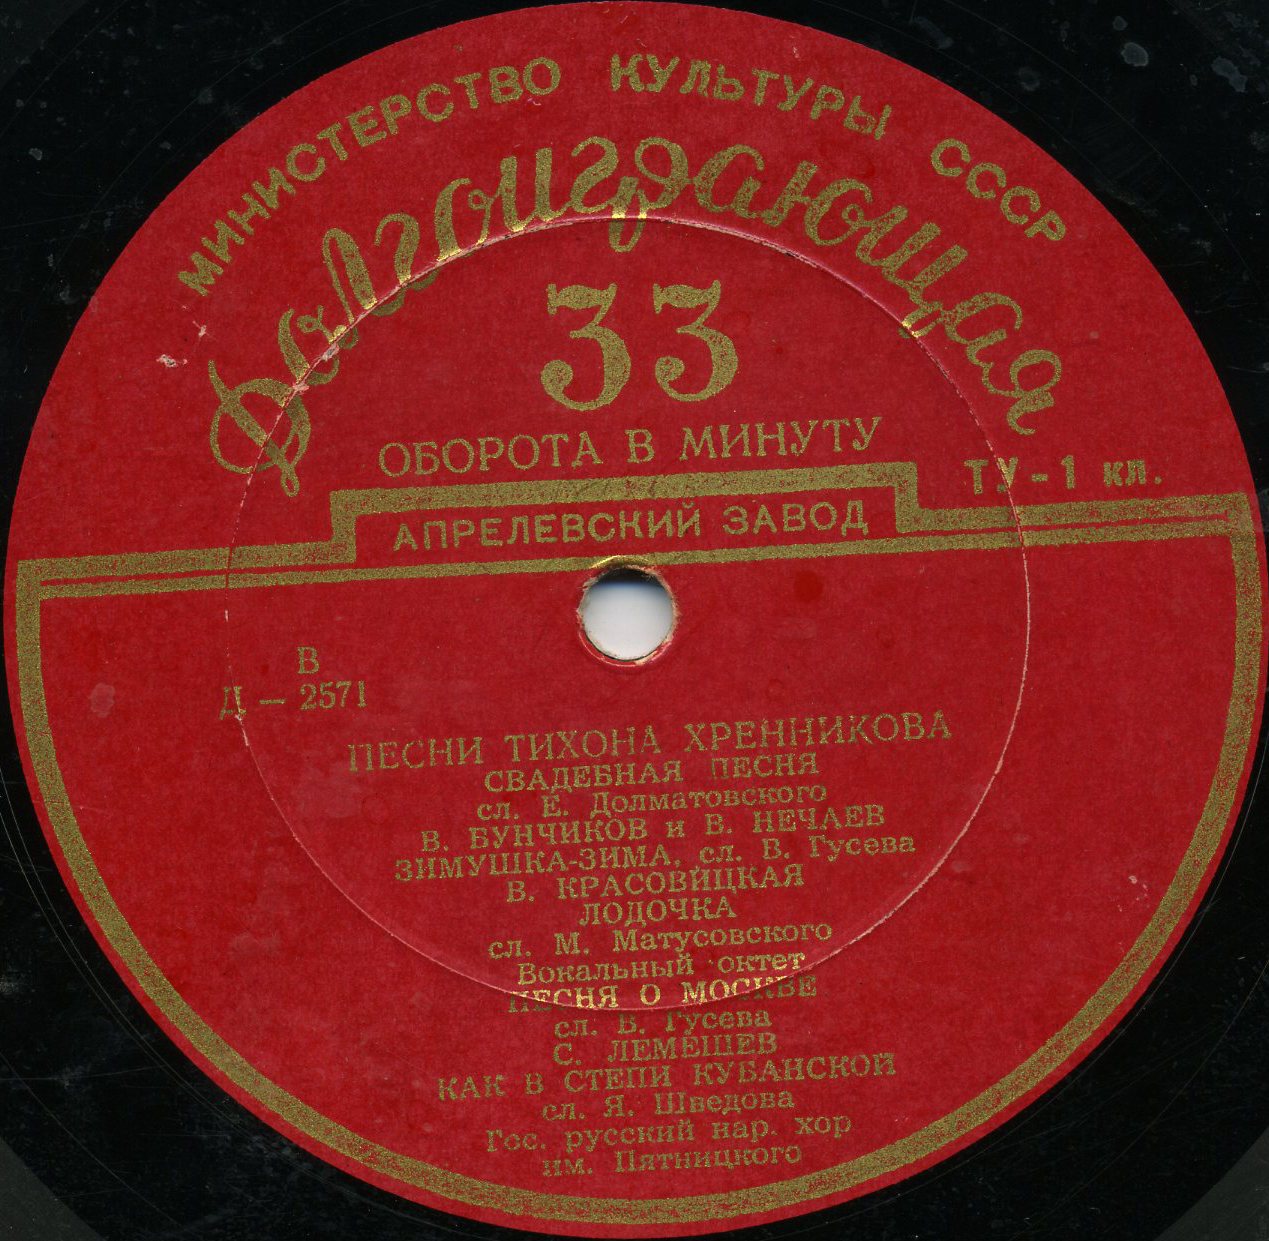 МИНИСТЕРСТВО КУЛЬТУРЫ СССР
Долгоиграющая
33
ОБОРОТА В МИНУТУ
ТУ-1 кл.
АПРЕЛЕВСКИЙ ЗАВОД
В
Д — 2571
ПЕСНИ ТИХОНА ХРЕННИКОВА
СВАДЕБНАЯ ПЕСНЯ
сл. Е. Долматовского
В. БУНЧИКОВ и В. НЕЧАЕВ
ЗИМУШКА-ЗИМА, сл. В. Гусева
В. КРАСОВИЦКАЯ
ЛОДОЧКА
сл. М. Матусовского
Вокальный октет
ПЕСНЯ О МОСКВЕ
сл. В. Гусева
С. ЛЕМЕШЕВ
КАК В СТЕПИ КУБАНСКОЙ
сл. Я. Шведова
Гос. русский нар. хор
им. Пятницкого